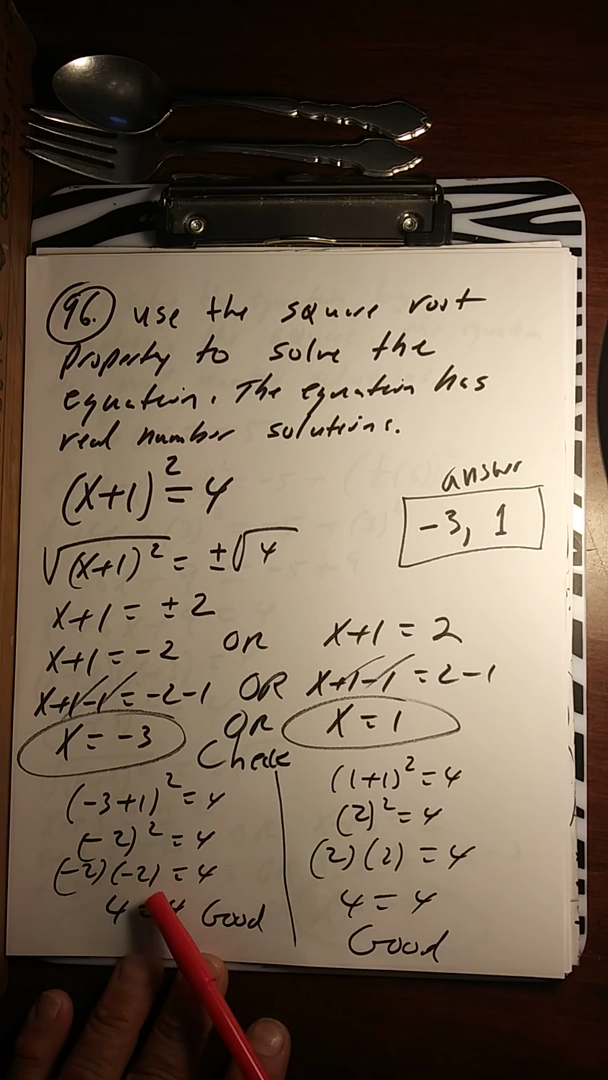 96. Use the square root
property to solve the
equation. The equation has
real number solutions.
(x+1)² = 4
answer
-3, 1
√(x+1)² = ±√4
x+1 = ±2
x+1 = -2 OR x+1 = 2
x+1-1 = -2-1 OR x+1-1 = 2-1
x = -3 OR x = 1
Check
(-3+1)² = 4
(-2)² = 4
(-2)(-2) = 4
4 = 4 Good
(1+1)² = 4
(2)² = 4
(2)(2) = 4
4 = 4
Good